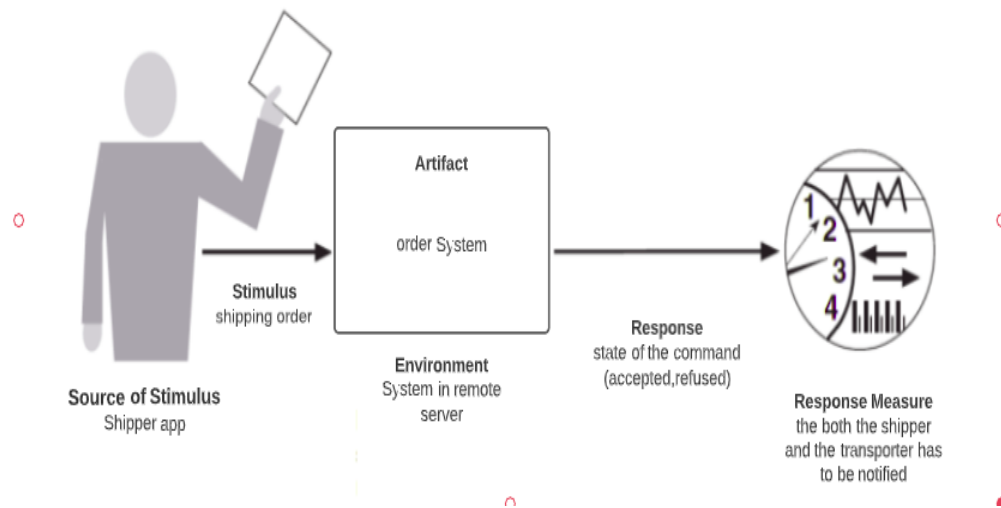 Artifact
order System
Stimulus
shipping order
Source of Stimulus
Shipper app
Environment
System in remote
server
Response
state of the command
(accepted,refused)
1
2
3
4
Response Measure
the both the shipper
and the transporter has
to be notified